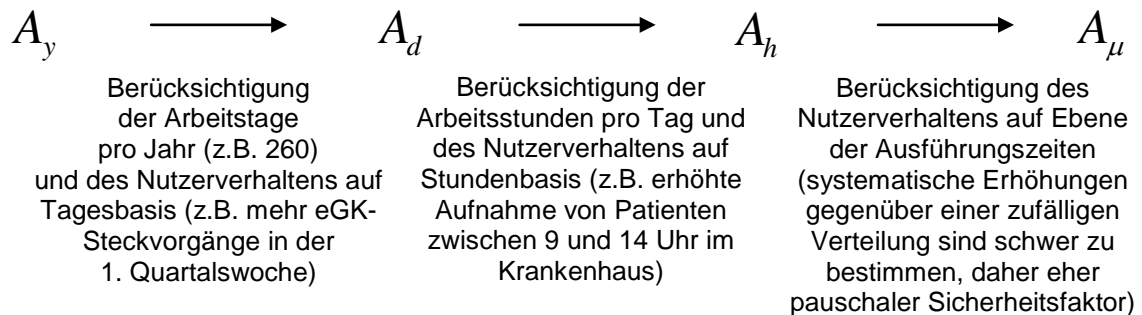 A_y → A_d → A_h → A_μ
Berücksichtigung
der Arbeitstage
pro Jahr (z.B. 260)
und des Nutzerverhaltens auf
Tagesbasis (z.B. mehr eGK-
Steckvorgänge in der
1. Quartalswoche)
Berücksichtigung der
Arbeitsstunden pro Tag und
des Nutzerverhaltens auf
Stundenbasis (z.B. erhöhte
Aufnahme von Patienten
zwischen 9 und 14 Uhr im
Krankenhaus)
Berücksichtigung des
Nutzerverhaltens auf Ebene
der Ausführungszeiten
(systematische Erhöhungen
gegenüber einer zufälligen
Verteilung sind schwer zu
bestimmen, daher eher
pauschaler Sicherheitsfaktor)